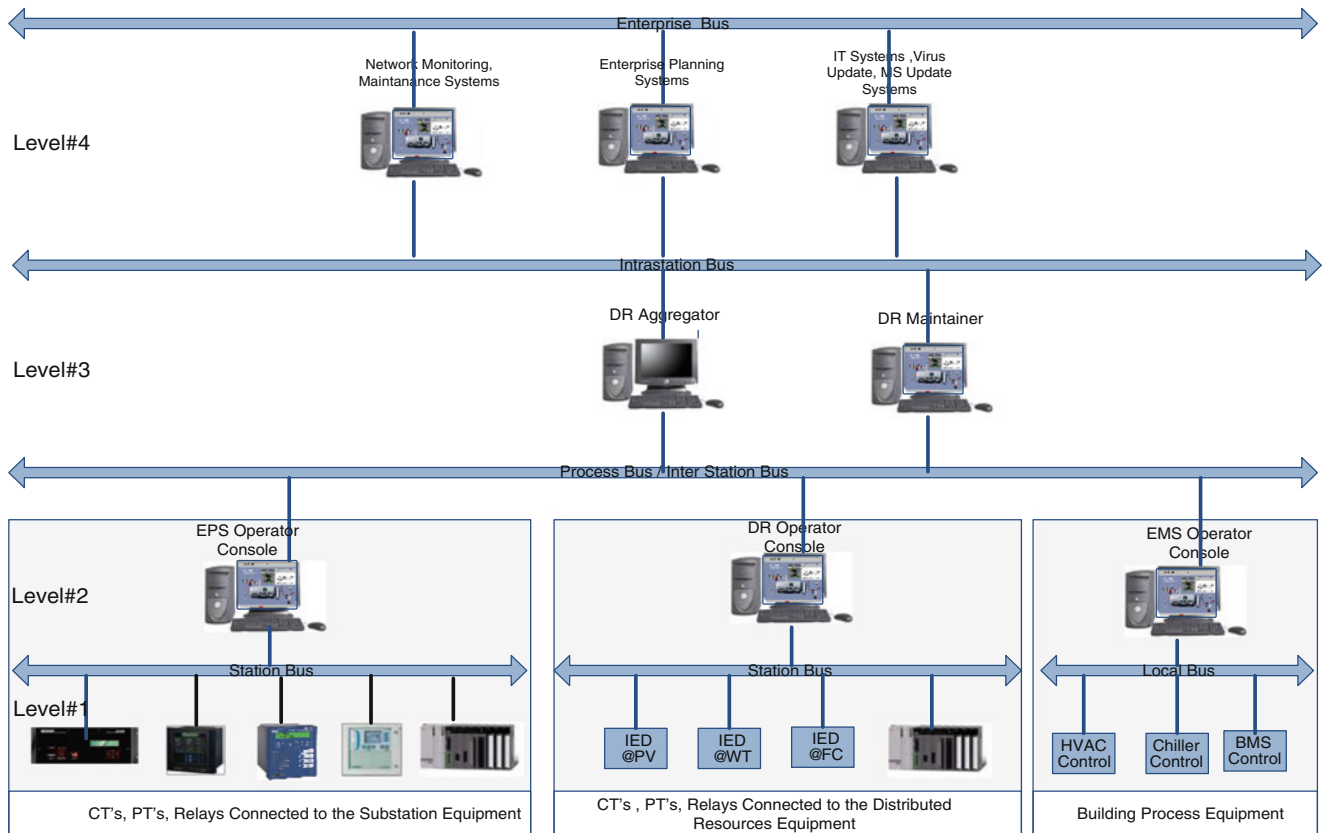 Enterprise Bus
Network Monitoring,
Maintanance Systems
Enterprise Planning
Systems
IT Systems ,Virus
Update, MS Update
Systems
Level#4
Intrastation Bus
DR Aggregator
DR Maintainer
Level#3
Process Bus / Inter Station Bus
EPS Operator
Console
DR Operator
Console
EMS Operator
Console
Level#2
Station Bus
Station Bus
Local Bus
Level#1
IED
@PV
IED
@WT
IED
@FC
HVAC
Control
Chiller
Control
BMS
Control
CT's, PT's, Relays Connected to the Substation Equipment
CT's , PT's, Relays Connected to the Distributed
Resources Equipment
Building Process Equipment